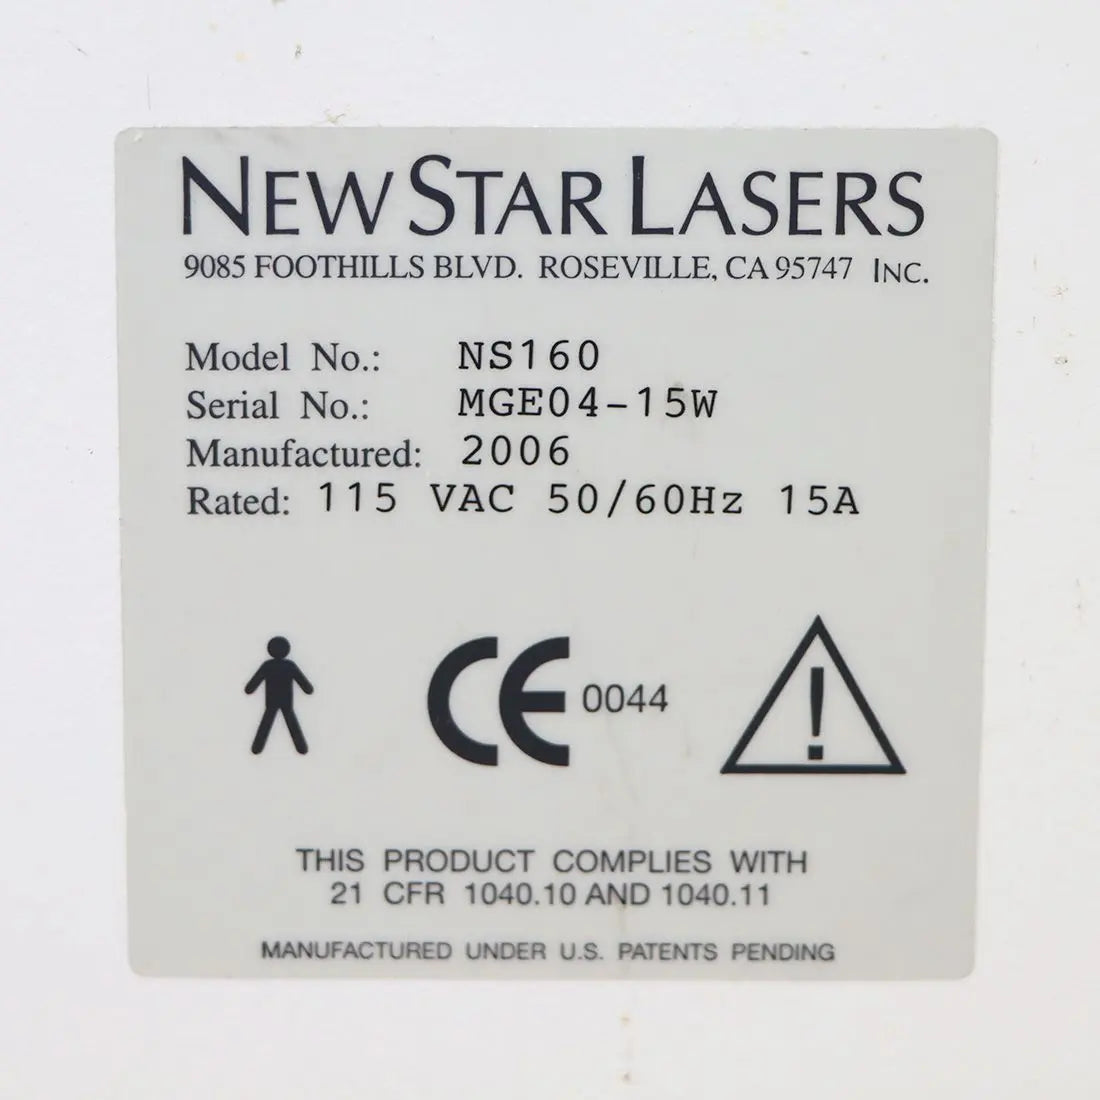 NEW STAR LASERS
9085 FOOTHILLS BLVD. ROSEVILLE, CA 95747 INC.
Model No.: NS160
Serial No.: MGE04-15W
Manufactured: 2006
Rated: 115 VAC 50/60Hz 15A
CE 0044
!
THIS PRODUCT COMPLIES WITH
21 CFR 1040.10 AND 1040.11
MANUFACTURED UNDER U.S. PATENTS PENDING